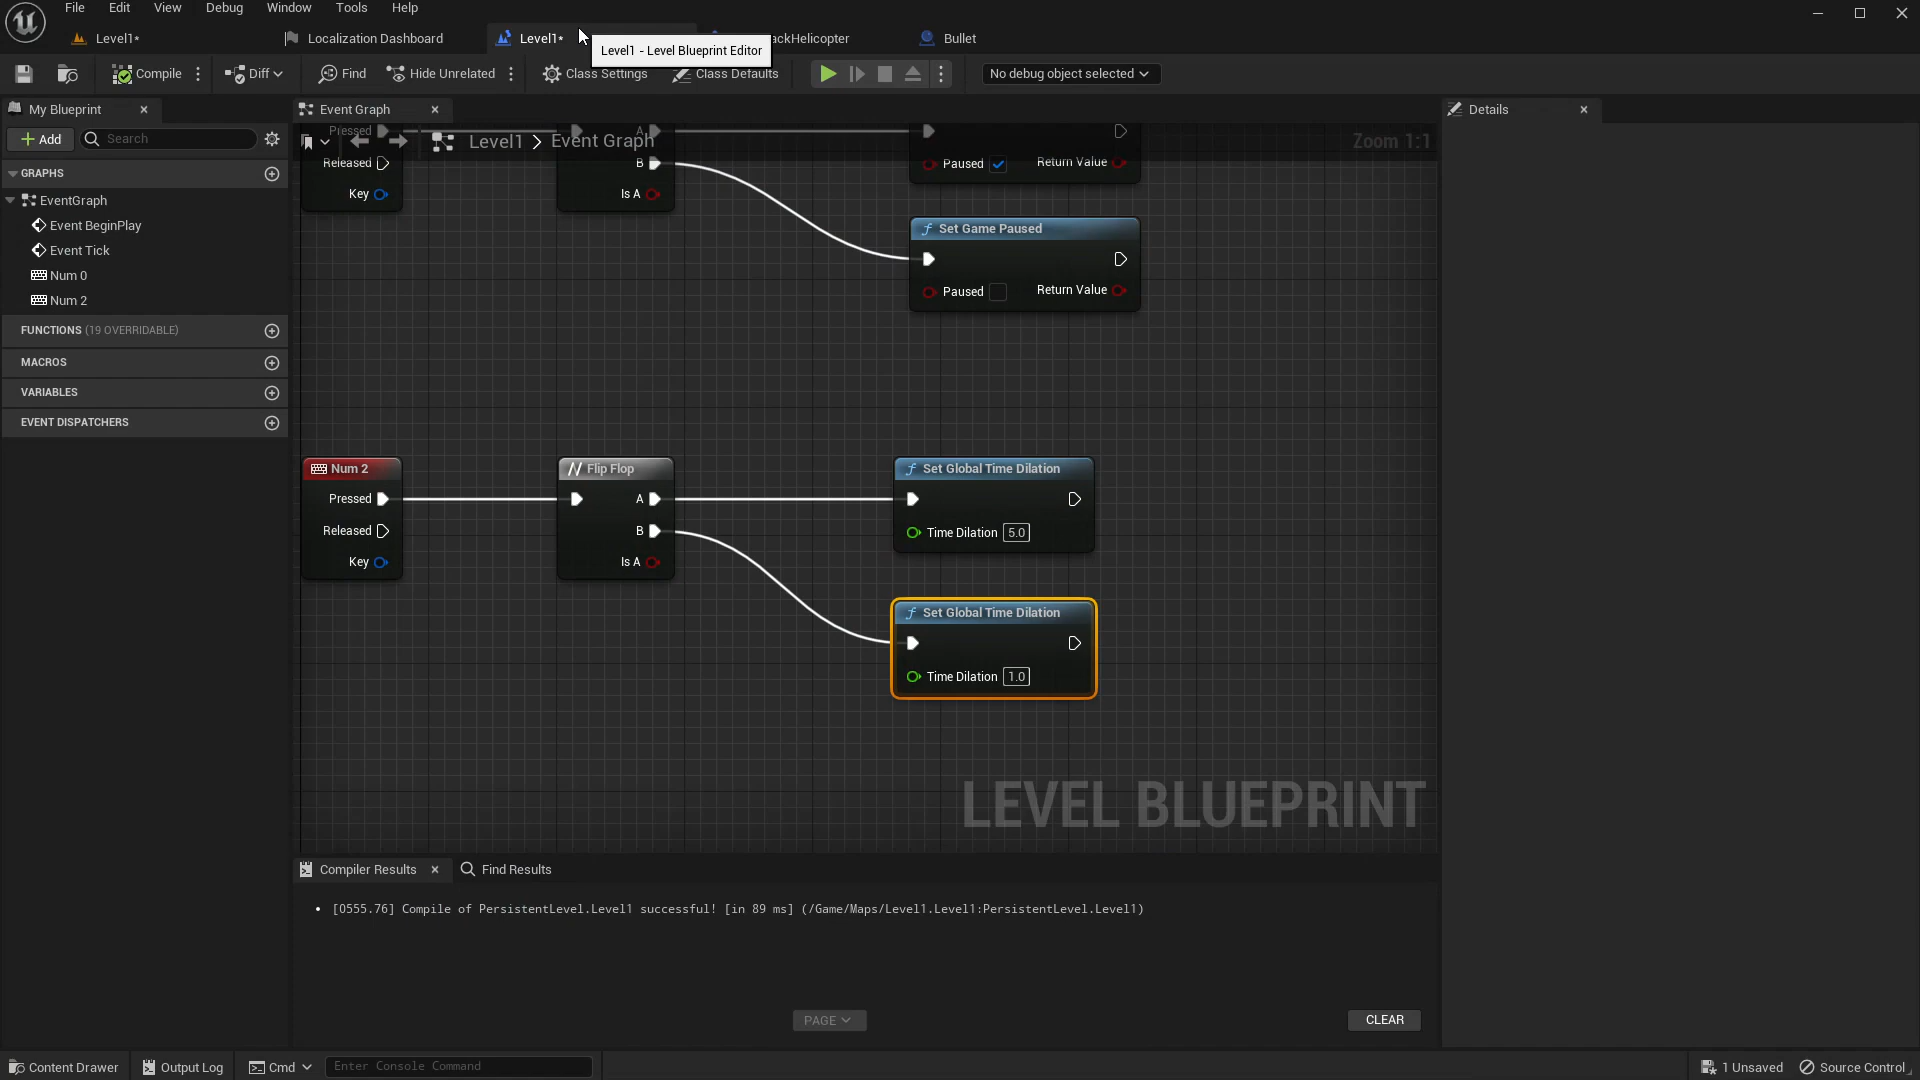 File Edit View Debug Window Tools Help
Level1*
Localization Dashboard
Level1*
ackHelicopter
Bullet
Level1 - Level Blueprint Editor
Compile
Diff
Find
Hide Unrelated
Class Settings
Class Defaults
No debug object selected
My Blueprint
Event Graph
Details
Add
Search
Level1 > Event Graph
Zoom 1:1
GRAPHS
EventGraph
Event BeginPlay
Event Tick
Num 0
Num 2
FUNCTIONS (19 OVERRIDABLE)
MACROS
VARIABLES
EVENT DISPATCHERS
Pressed
Released
Key
A
B
Is A
Paused
Return Value
Set Game Paused
Paused
Return Value
Num 2
Pressed
Released
Key
Flip Flop
A
B
Is A
Set Global Time Dilation
Time Dilation 5.0
Set Global Time Dilation
Time Dilation 1.0
LEVEL BLUEPRINT
Compiler Results
Find Results
• [0555.76] Compile of PersistentLevel.Level1 successful! [in 89 ms] (/Game/Maps/Level1.Level1:PersistentLevel.Level1)
PAGE
CLEAR
Content Drawer
Output Log
Cmd
Enter Console Command
1 Unsaved
Source Control